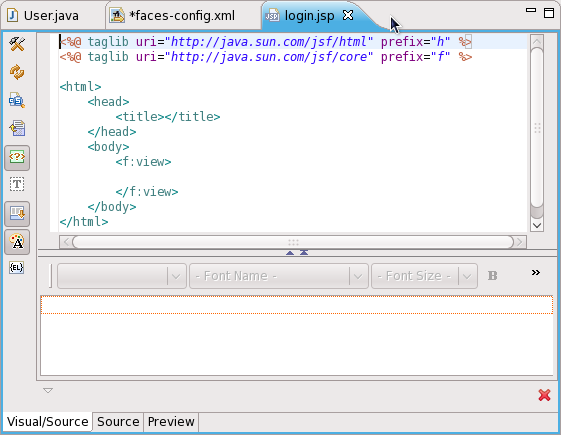 User.java
*faces-config.xml
login.jsp
<%@ taglib uri="http://java.sun.com/jsf/html" prefix="h" %>
<%@ taglib uri="http://java.sun.com/jsf/core" prefix="f" %>
<html>
<head>
<title></title>
</head>
<body>
<f:view>
</f:view>
</body>
</html>
- Font Name -
- Font Size -
B
»
Visual/Source
Source
Preview